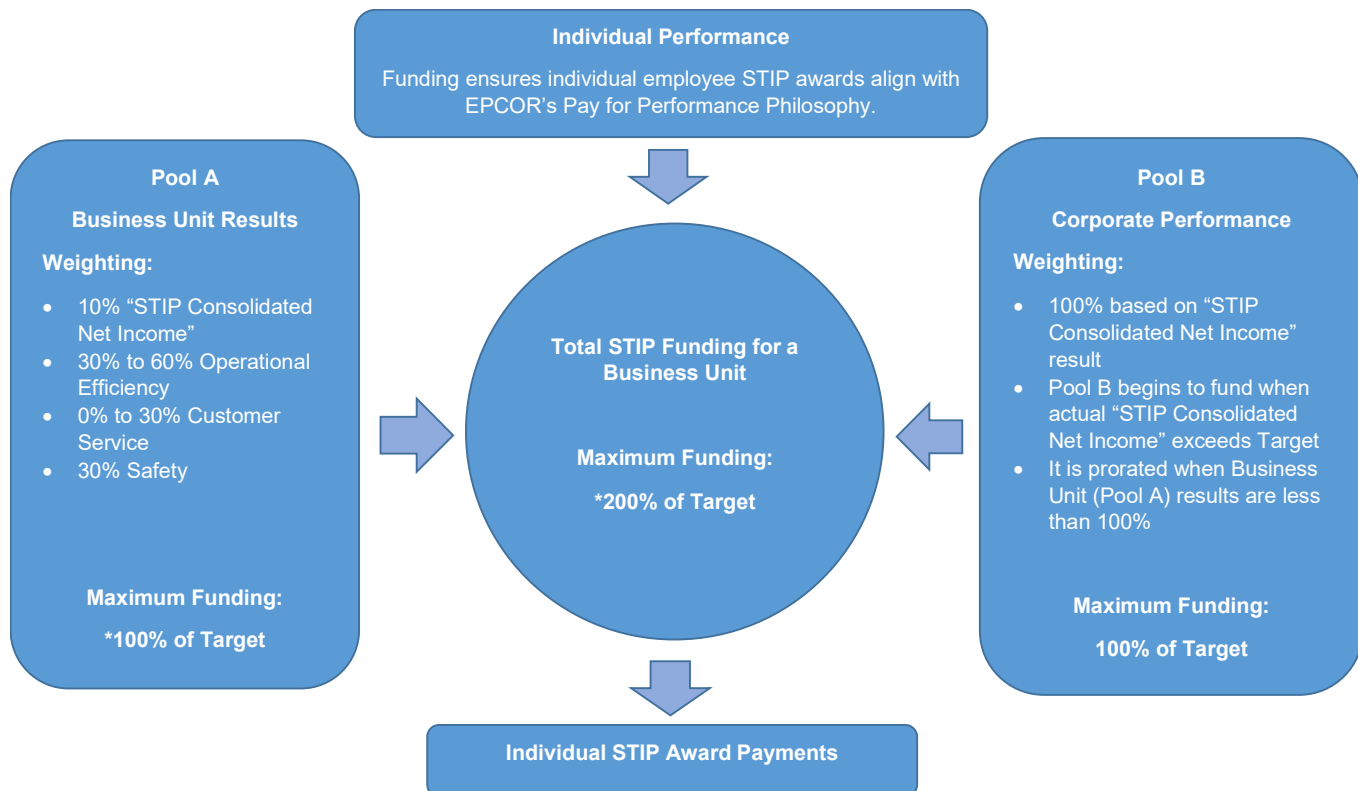 Individual Performance
Funding ensures individual employee STIP awards align with
EPCOR's Pay for Performance Philosophy.
Pool A
Business Unit Results
Weighting:
• 10% “STIP Consolidated
Net Income”
• 30% to 60% Operational
Efficiency
• 0% to 30% Customer
Service
• 30% Safety
Maximum Funding:
*100% of Target
Total STIP Funding for a
Business Unit
Maximum Funding:
*200% of Target
Pool B
Corporate Performance
Weighting:
• 100% based on “STIP
Consolidated Net Income”
result
• Pool B begins to fund when
actual “STIP Consolidated
Net Income” exceeds Target
• It is prorated when Business
Unit (Pool A) results are less
than 100%
Maximum Funding:
100% of Target
Individual STIP Award Payments